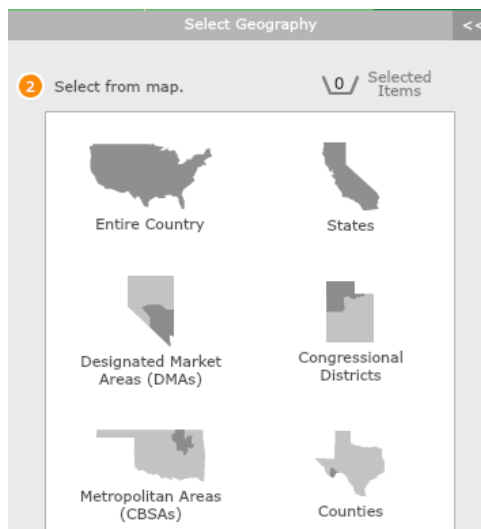 Select Geography <<
2 Select from map. 0 Selected
Items
Entire Country States
Designated Market
Areas (DMAs)
Congressional
Districts
Metropolitan Areas
(CBSAs)
Counties